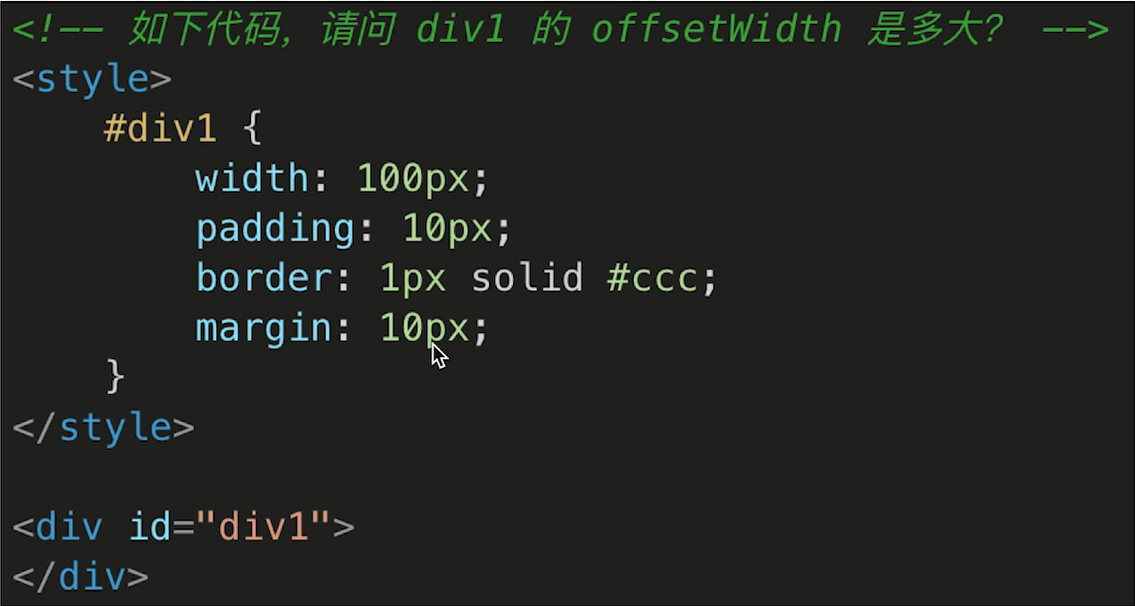 <!-- 如下代码, 请问 div1 的 offsetWidth 是多大? -->
<style>
    #div1 {
        width: 100px;
        padding: 10px;
        border: 1px solid #ccc;
        margin: 10px;
    }
</style>

<div id="div1">
</div>